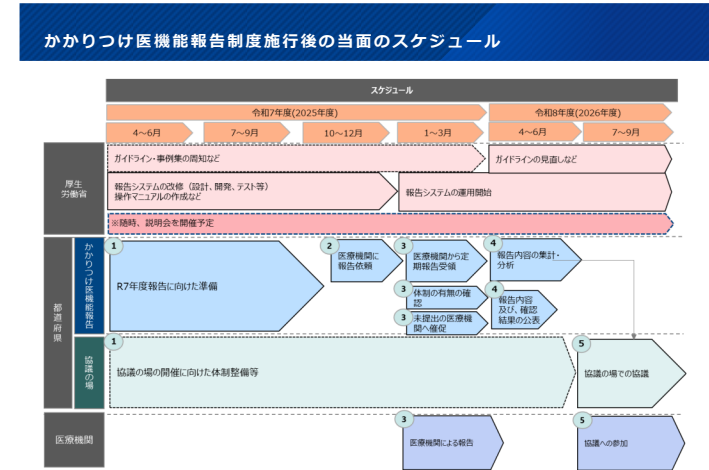 かかりつけ医機能報告制度施行後の当面のスケジュール
スケジュール
令和7年度(2025年度)
令和8年度(2026年度)
4～6月
7～9月
10～12月
1～3月
4～6月
7～9月
厚生
労働省
ガイドライン・事例集の周知など
ガイドラインの見直しなど
報告システムの改修（設計、開発、テスト等）
操作マニュアルの作成など
報告システムの運用開始
※随時、説明会を開催予定
都道府県
かかりつけ医機能報告
1
R7年度報告に向けた準備
2
医療機関に
報告依頼
3
医療機関から定
期報告受領
3
体制の有無の確
認
3
未提出の医療機
関へ催促
4
報告内容の集計・
分析
4
報告内容
及び、確認
結果の公表
協議の場
1
協議の場の開催に向けた体制整備等
5
協議の場での協議
医療機関
3
医療機関による報告
5
協議への参加